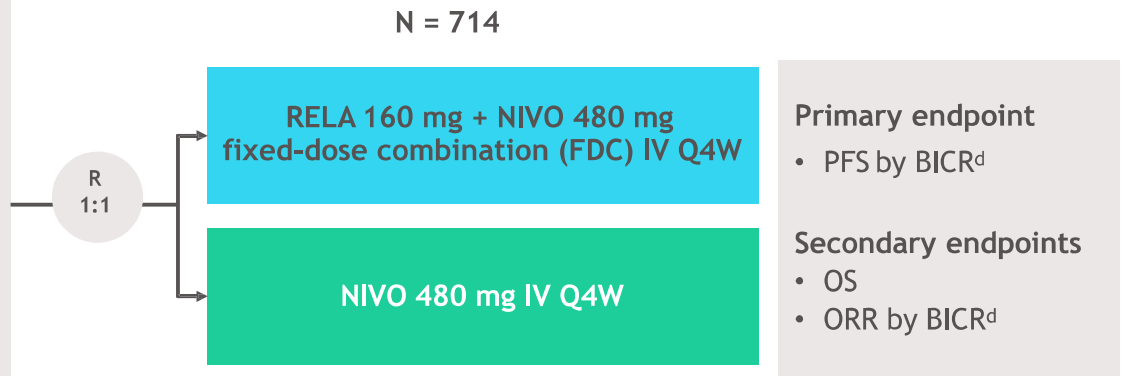 N = 714
R
1:1
RELA 160 mg + NIVO 480 mg
fixed-dose combination (FDC) IV Q4W
NIVO 480 mg IV Q4W
Primary endpoint
• PFS by BICRᵈ
Secondary endpoints
• OS
• ORR by BICRᵈ